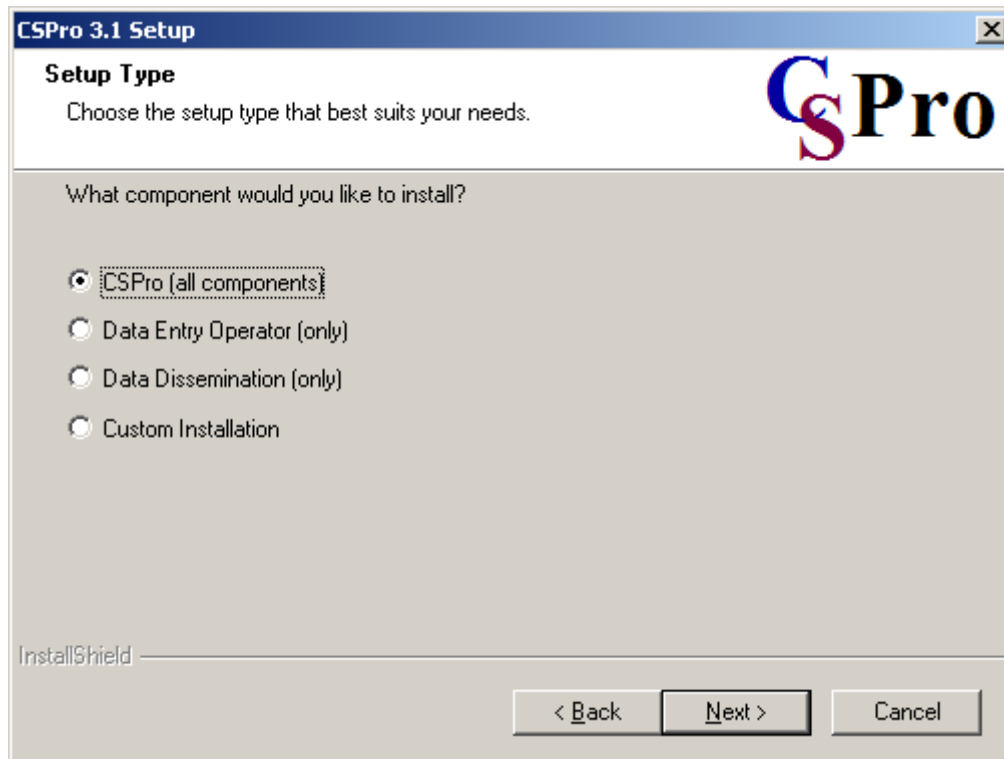 CSPro 3.1 Setup
Setup Type
Choose the setup type that best suits your needs.
CSPro
What component would you like to install?
CSPro (all components)
Data Entry Operator (only)
Data Dissemination (only)
Custom Installation
InstallShield
< Back Next > Cancel